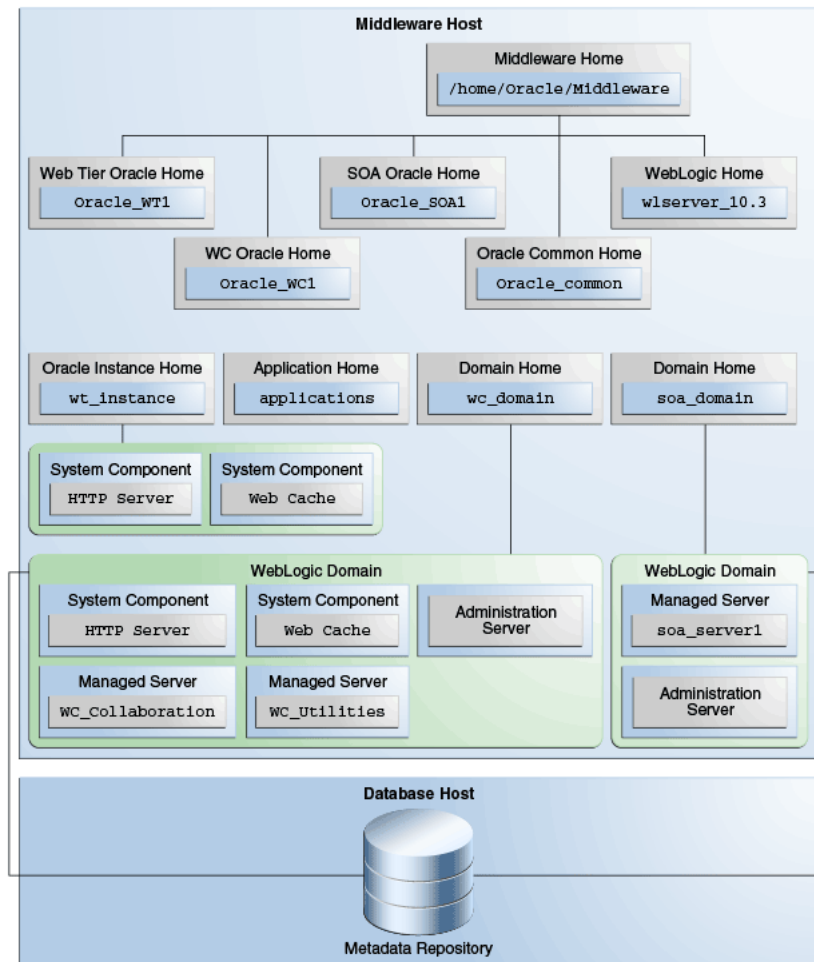 Middleware Host
Middleware Home
/home/Oracle/Middleware
Web Tier Oracle Home
Oracle_WT1
SOA Oracle Home
Oracle_SOA1
WebLogic Home
wlserver_10.3
WC Oracle Home
Oracle_WC1
Oracle Common Home
Oracle_common
Oracle Instance Home
wt_instance
Application Home
applications
Domain Home
wc_domain
Domain Home
soa_domain
System Component
HTTP Server
System Component
Web Cache
WebLogic Domain
System Component
HTTP Server
System Component
Web Cache
Administration
Server
Managed Server
WC_Collaboration
Managed Server
WC_Utilities
WebLogic Domain
Managed Server
soa_server1
Administration
Server
Database Host
Metadata Repository